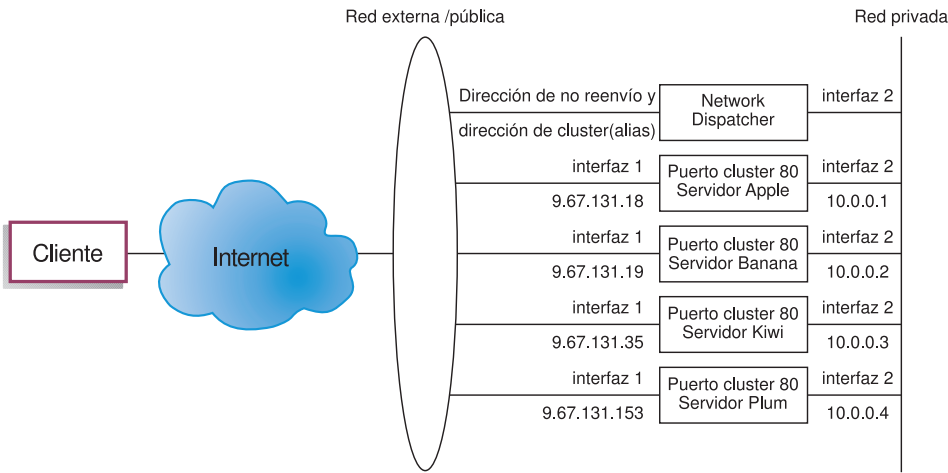 Red externa /pública
Red privada
Dirección de no reenvío y
dirección de cluster(alias)
Network
Dispatcher
interfaz 2
interfaz 1
9.67.131.18
Puerto cluster 80
Servidor Apple
interfaz 2
10.0.0.1
Cliente
Internet
interfaz 1
9.67.131.19
Puerto cluster 80
Servidor Banana
interfaz 2
10.0.0.2
interfaz 1
9.67.131.35
Puerto cluster 80
Servidor Kiwi
interfaz 2
10.0.0.3
interfaz 1
9.67.131.153
Puerto cluster 80
Servidor Plum
interfaz 2
10.0.0.4